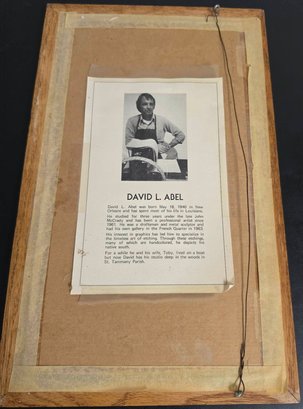 DAVID L. ABEL
David L. Abel was born May 18, 1940 in New
Orleans and has spent most of his life in Louisiana.
He studied for three years under the late John
McCrady and has been a professional artist since
1961. He was a draftsman and metal sculptor and
had his own gallery in the French Quarter in 1963.
His interest in graphics has led him to specialize in
the timeless art of etching. Through these etchings,
many of which are handcolored, he depicts his
native south.
For a while he and his wife, Toby, lived on a boat
but now David has his studio deep in the woods in
St. Tammany Parish.